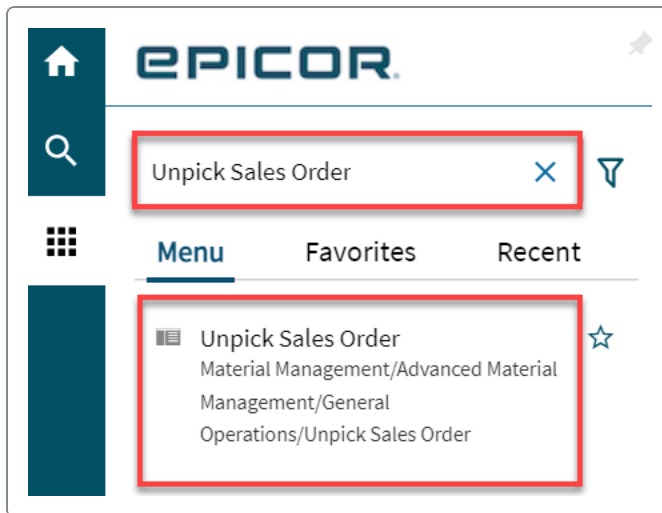 EPICOR.
Unpick Sales Order
Menu Favorites Recent
Unpick Sales Order
Material Management/Advanced Material
Management/General
Operations/Unpick Sales Order